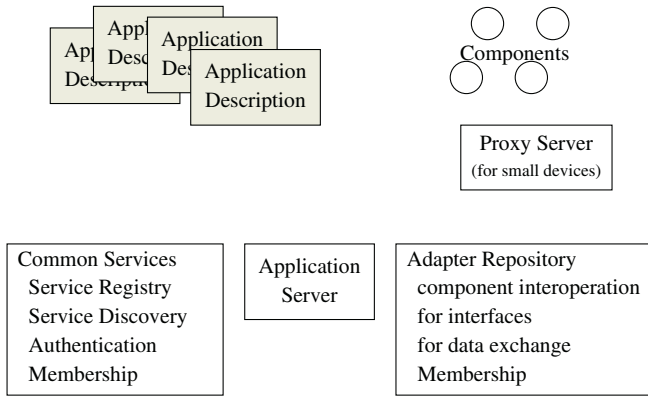 Application
Description
Components
Proxy Server
(for small devices)
Common Services
Service Registry
Service Discovery
Authentication
Membership
Application
Server
Adapter Repository
component interoperation
for interfaces
for data exchange
Membership